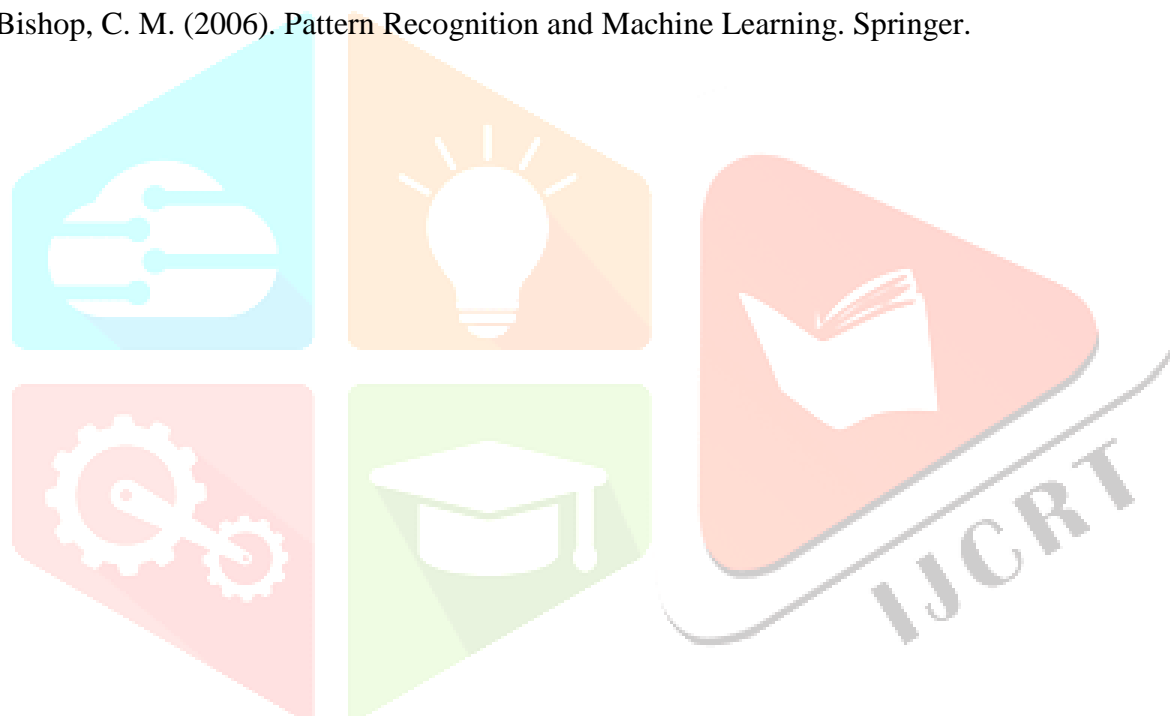 Bishop, C. M. (2006). Pattern Recognition and Machine Learning. Springer.
IJCRT